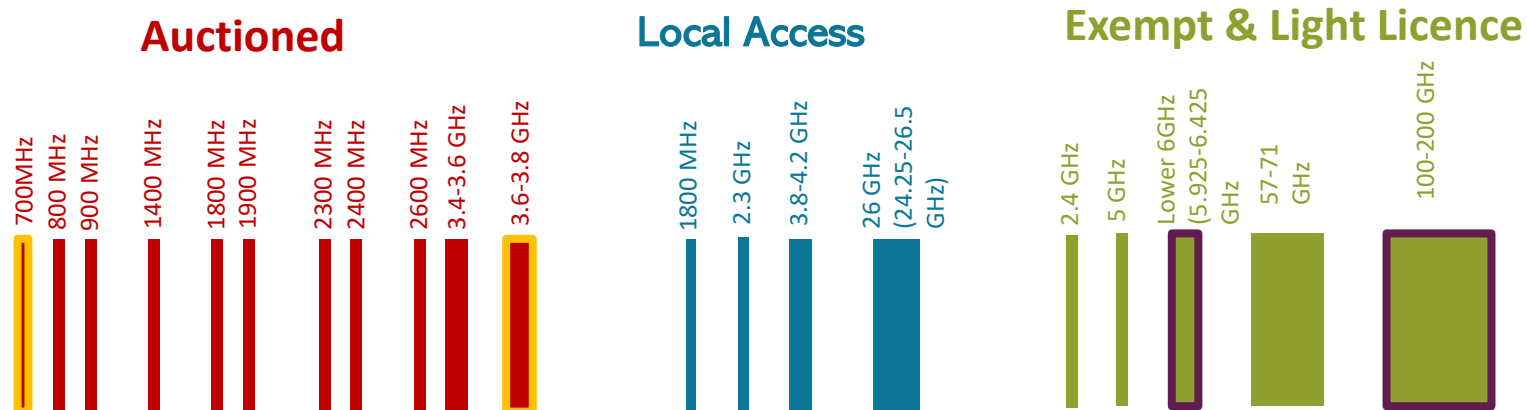 Auctioned
Local Access
Exempt & Light Licence
700MHz
800 MHz
900 MHz
1400 MHz
1800 MHz
1900 MHz
2300 MHz
2400 MHz
2600 MHz
3.4-3.6 GHz
3.6-3.8 GHz
1800 MHz
2.3 GHz
3.8-4.2 GHz
26 GHz
(24.25-26.5
GHz)
2.4 GHz
5 GHz
Lower 6GHz
(5.925-6.425
GHz
57-71
GHz
100-200 GHz